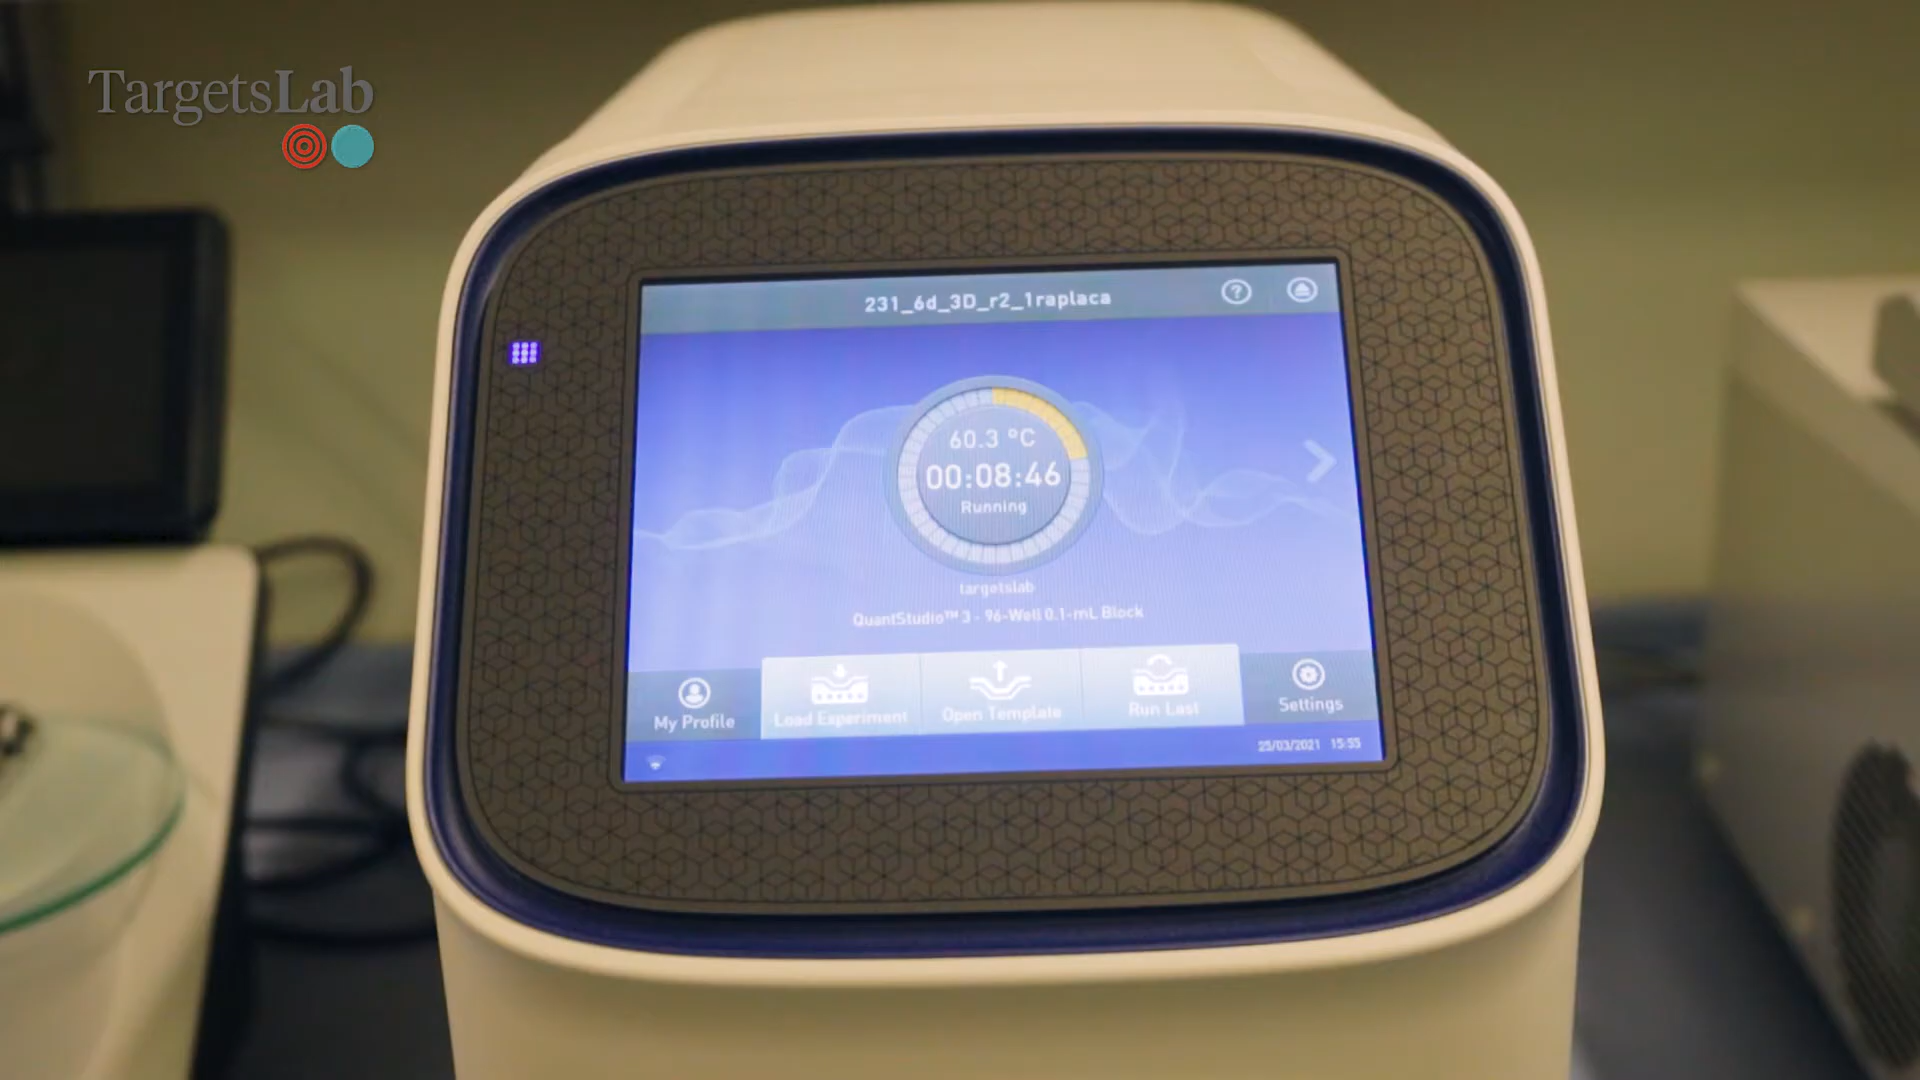 TargetsLab
231_6d_3D_r2_1raplaca
?
60.3 °C
00:08:46
Running
targetslab
QuantStudio™ 3 - 96-Well 0.1-mL Block
My Profile
Load Experiment
Open Template
Run Last
Settings
25/03/2021 15:55